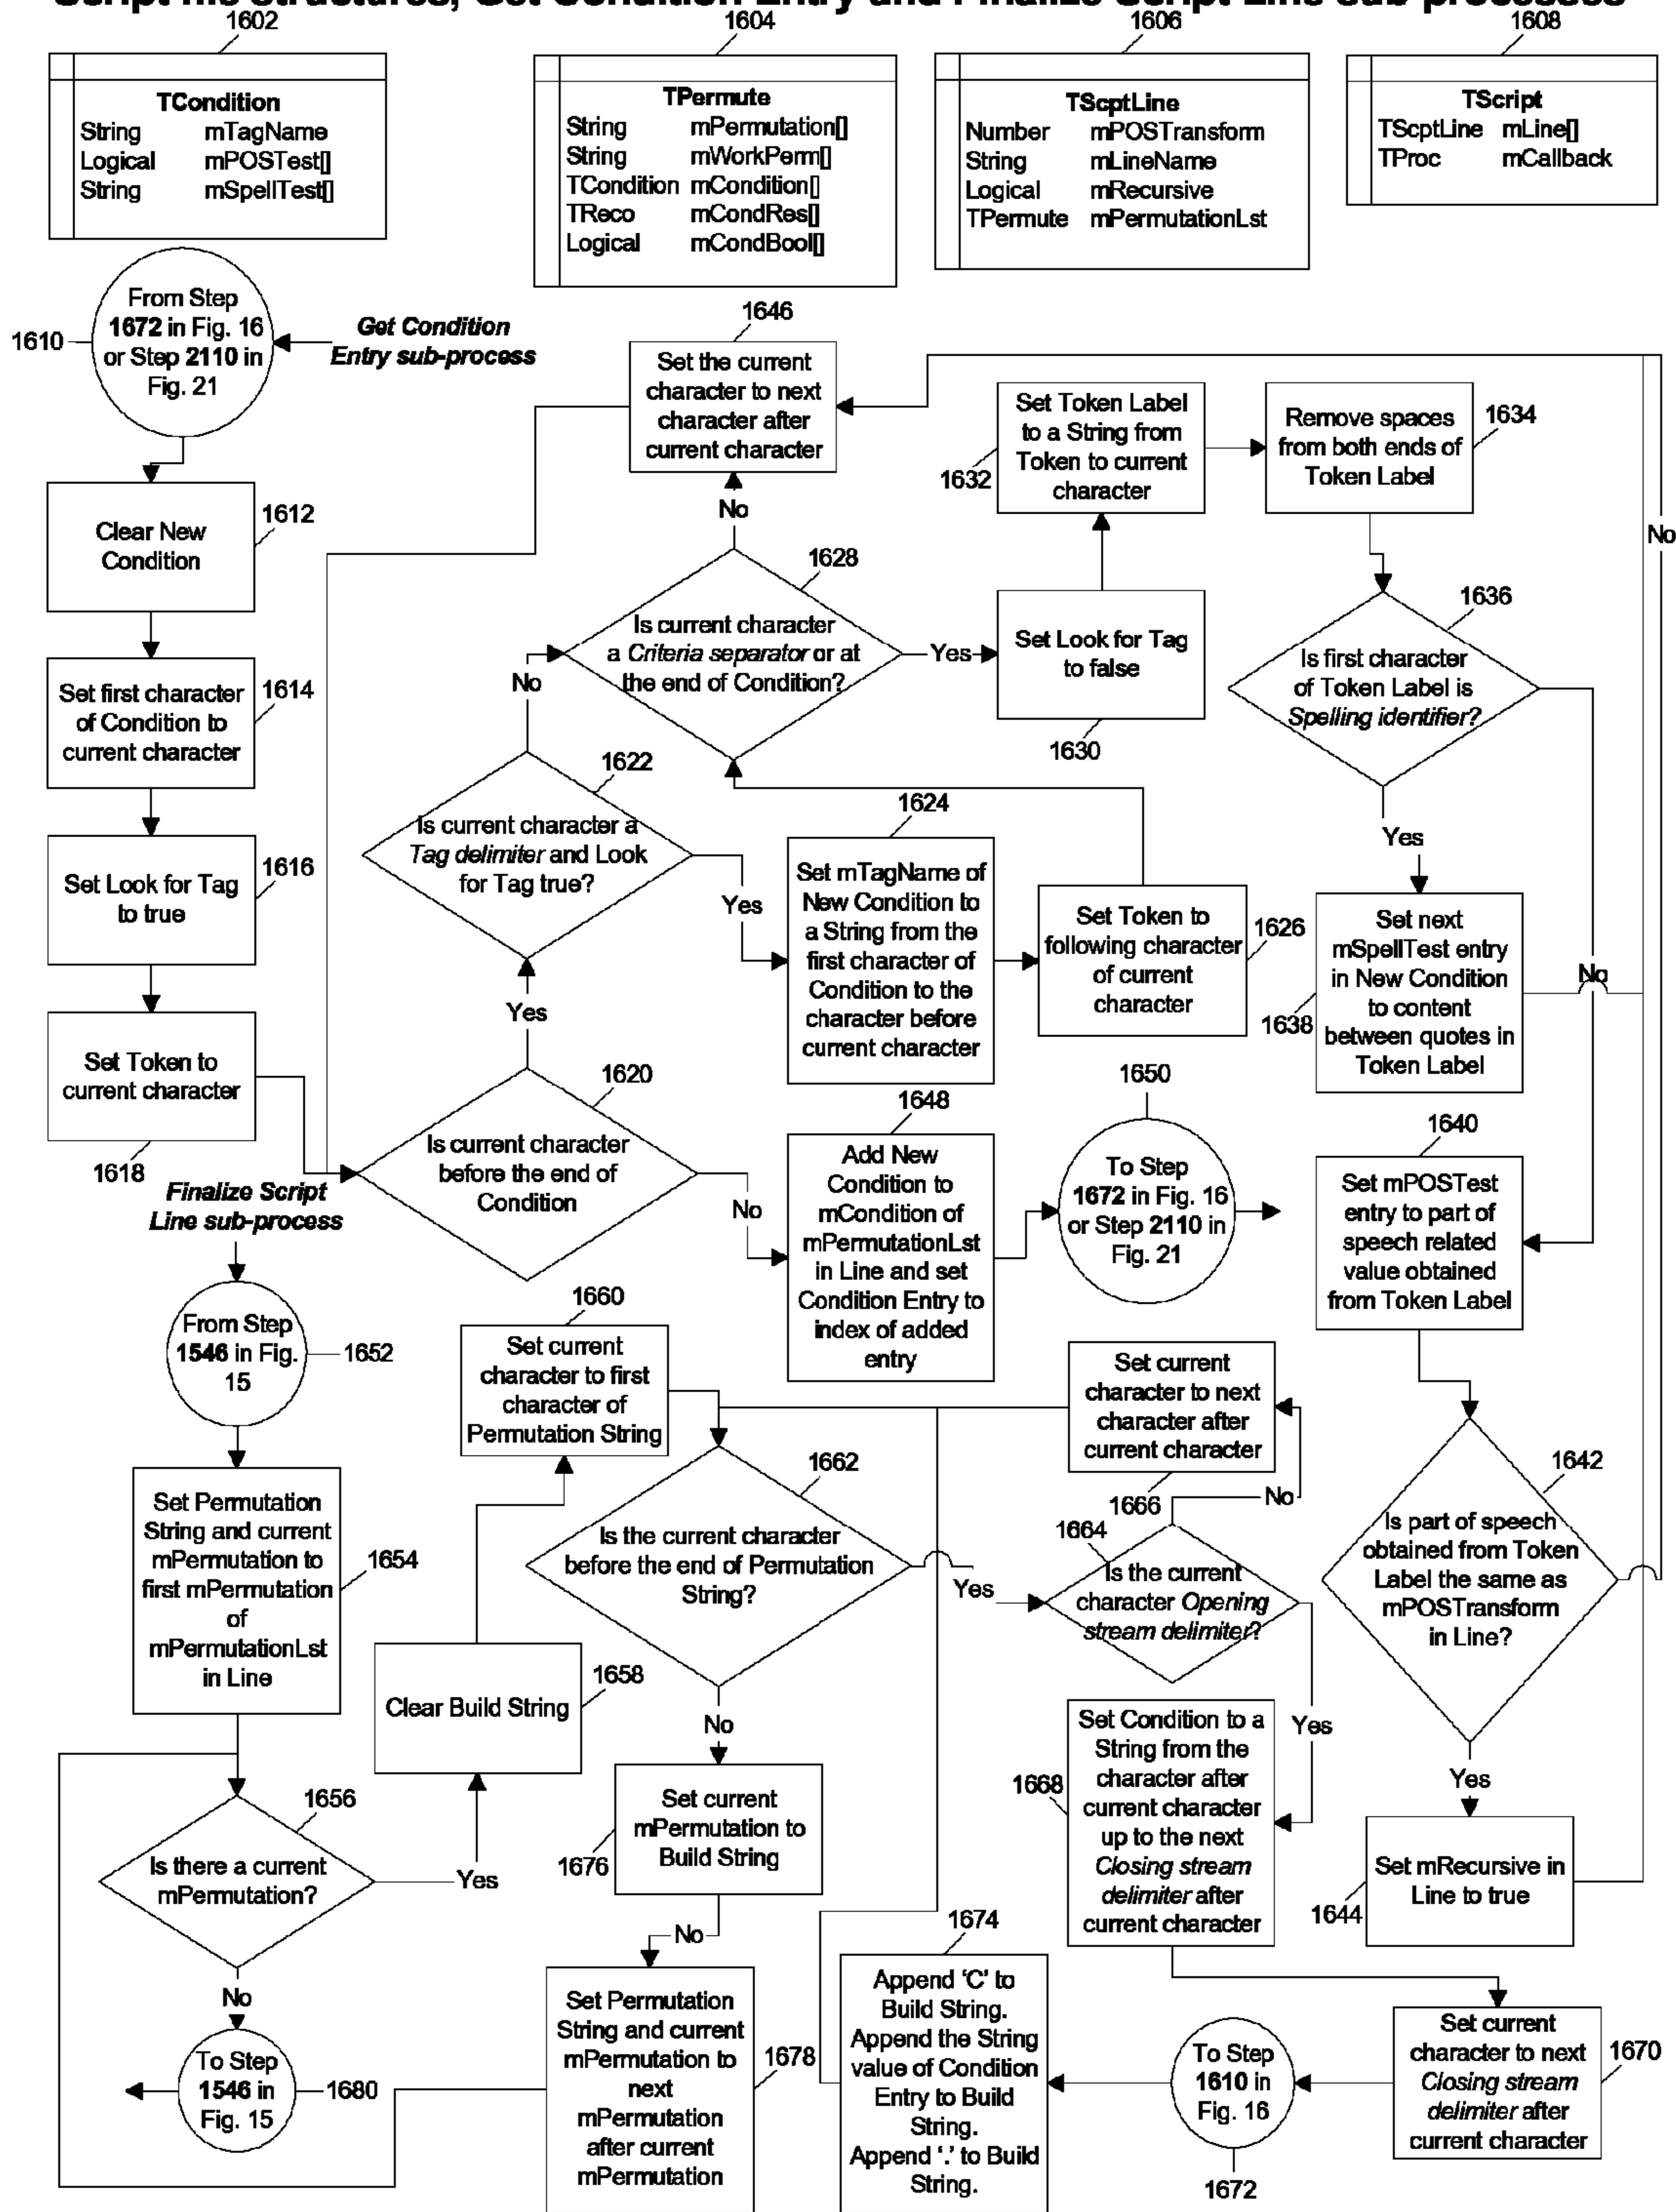 Script file structures, Get Condition Entry and Finalize Script Line sub-processes
1602
TCondition
String mTagName
Logical mPOSTest[]
String mSpellTest[]
1604
TPermute
String mPermutation[]
String mWorkPerm[]
TCondition mCondition[]
TReco mCondRes[]
Logical mCondBool[]
1606
TScptLine
Number mPOSTransform
String mLineName
Logical mRecursive
TPermute mPermutationLst
1608
TScript
TScptLine mLine[]
TProc mCallback
1610
From Step
1672 in Fig. 16
or Step 2110 in
Fig. 21
Get Condition
Entry sub-process
1612
Clear New
Condition
1614
Set first character
of Condition to
current character
1616
Set Look for Tag
to true
Set Token to
current character
1618
1646
Set the current
character to next
character after
current character
No
1628
Is current character
a Criteria separator or at
the end of Condition?
Yes
No
1622
Is current character a
Tag delimiter and Look
for Tag true?
Yes
Yes
1620
Is current character
before the end of
Condition
No
1624
Set mTagName of
New Condition to
a String from the
first character of
Condition to the
character before
current character
Set Token to
following character
of current
character
1626
Set Look for Tag
to false
1630
Set Token Label
to a String from
Token to current
character
1632
Remove spaces
from both ends of
Token Label
1634
No
1636
Is first character
of Token Label is
Spelling identifier?
Yes
No
Set next
mSpellTest entry
in New Condition
to content
between quotes in
Token Label
1638
1640
Set mPOSTest
entry to part of
speech related
value obtained
from Token Label
1642
Is part of speech
obtained from Token
Label the same as
mPOSTransform
in Line?
Yes
Set mRecursive in
Line to true
1644
1648
Add New
Condition to
mCondition of
mPermutationLst
in Line and set
Condition Entry to
index of added
entry
1650
To Step
1672 in Fig. 16
or Step 2110 in
Fig. 21
Finalize Script
Line sub-process
From Step
1546 in Fig.
15
1652
Set Permutation
String and current
mPermutation to
first mPermutation
of
mPermutationLst
in Line
1654
1656
Is there a current
mPermutation?
Yes
No
To Step
1546 in
Fig. 15
1680
1658
Clear Build String
1660
Set current
character to first
character of
Permutation String
1662
Is the current character
before the end of Permutation
String?
Yes
No
1664
Is the current
character Opening
stream delimiter?
No
Yes
Set current
character to next
character after
current character
1666
Set Condition to a
String from the
character after
current character
up to the next
Closing stream
delimiter after
current character
1668
Set current
character to next
Closing stream
delimiter after
current character
1670
To Step
1610 in
Fig. 16
1672
1674
Append ‘C’ to
Build String.
Append the String
value of Condition
Entry to Build
String.
Append ‘.’ to Build
String.
Set current
mPermutation to
Build String
1676
No
Set Permutation
String and current
mPermutation to
next
mPermutation
after current
mPermutation
1678